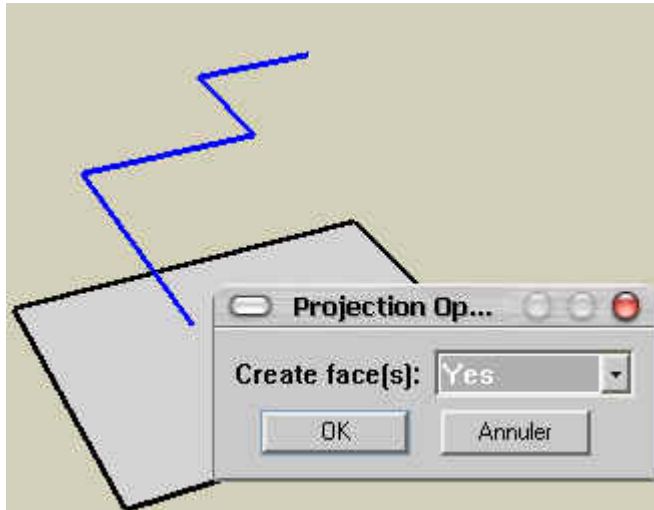 Projection Op...
Create face(s): Yes
OK Annuler